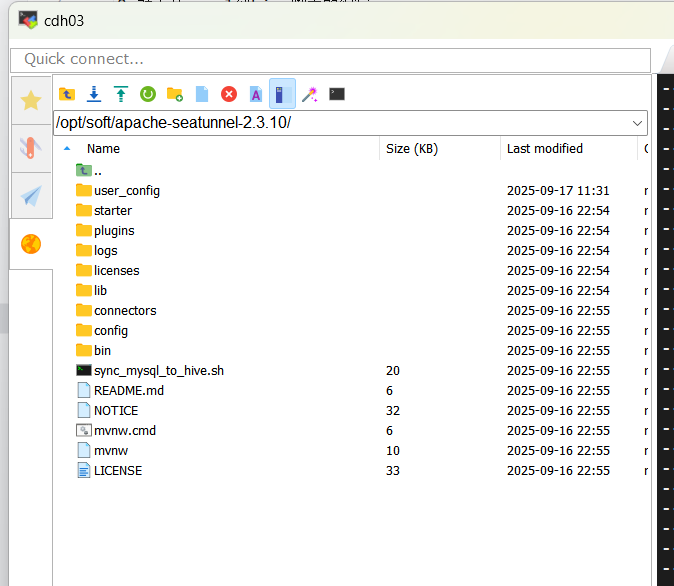 cdh03
Quick connect...
/opt/soft/apache-seatunnel-2.3.10/
Name Size (KB) Last modified
..
user_config 2025-09-17 11:31
starter 2025-09-16 22:54
plugins 2025-09-16 22:54
logs 2025-09-16 22:54
licenses 2025-09-16 22:54
lib 2025-09-16 22:54
connectors 2025-09-16 22:55
config 2025-09-16 22:55
bin 2025-09-16 22:55
sync_mysql_to_hive.sh 20 2025-09-16 22:55
README.md 6 2025-09-16 22:55
NOTICE 32 2025-09-16 22:55
mvnw.cmd 6 2025-09-16 22:55
mvnw 10 2025-09-16 22:55
LICENSE 33 2025-09-16 22:55